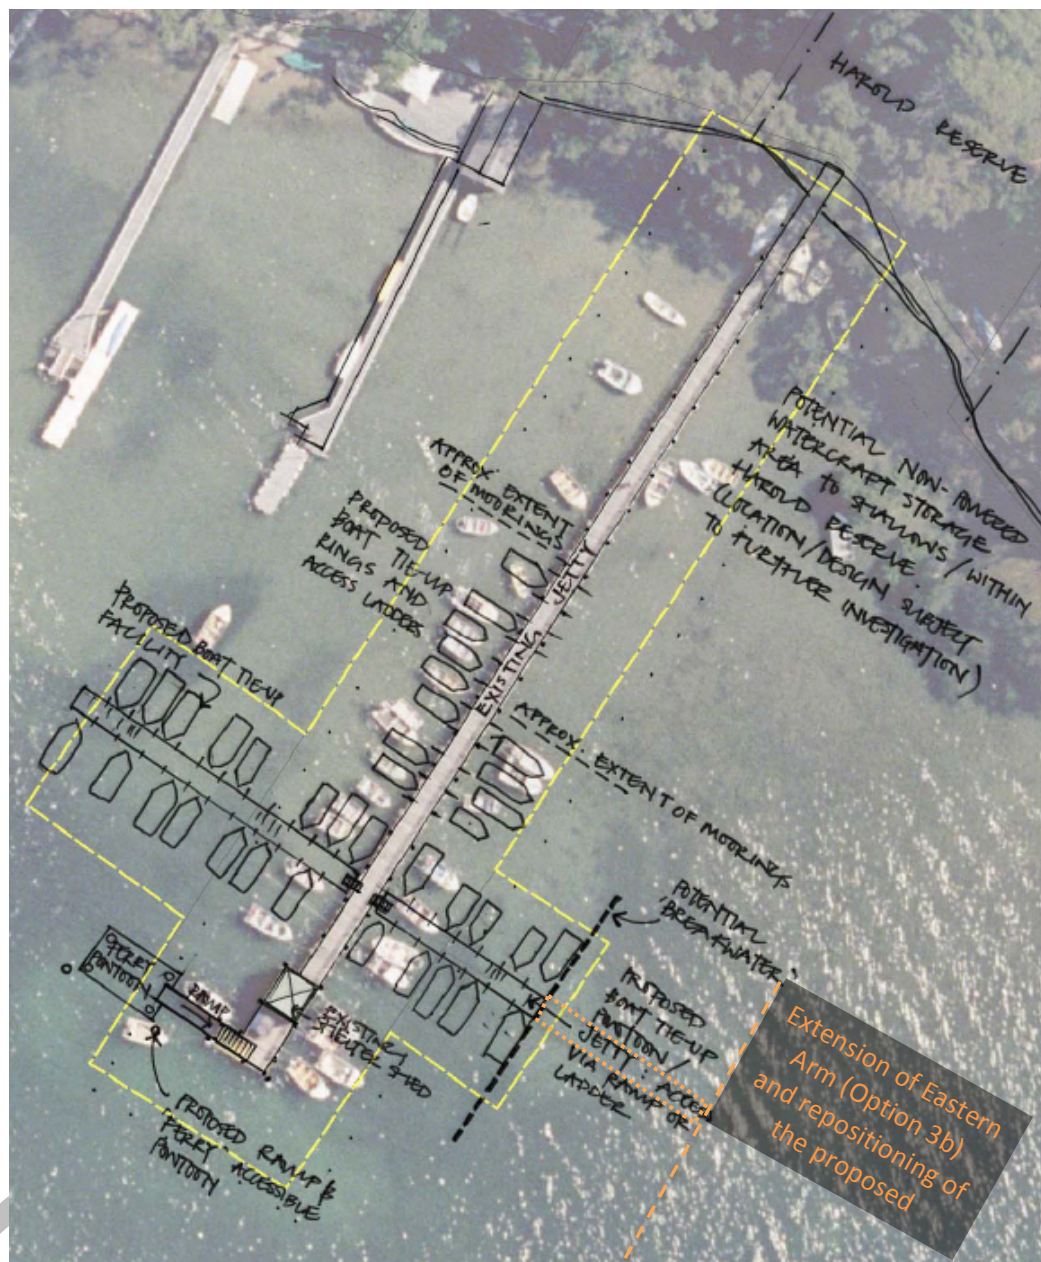 HAROLD RESERVE
POTENTIAL NON-POWERED
WATERCRAFT STORAGE
AREA TO SHALLOWS / WITHIN
HAROLD RESERVE.
(LOCATION/DESIGN SUBJECT
TO FURTHER INVESTIGATION)
APPROX. EXTENT
OF MOORINGS
PROPOSED
BOAT TIE-UP
RINGS AND
ACCESS LADDERS
EXISTING JETTY
PROPOSED BOAT TIE-UP
FACILITY
APPROX. EXTENT OF MOORINGS
POTENTIAL
'BREAKWATER'
PROPOSED
BOAT TIE-UP
PONTOON /
JETTY. ACCESS
VIA RAMP OR
LADDER
FERRY
PONTOON
RAMP
EXISTING
SHELTER SHED
PROPOSED RAMP &
FERRY ACCESSIBLE
PONTOON
Extension of Eastern
Arm (Option 3b)
and repositioning of
the proposed